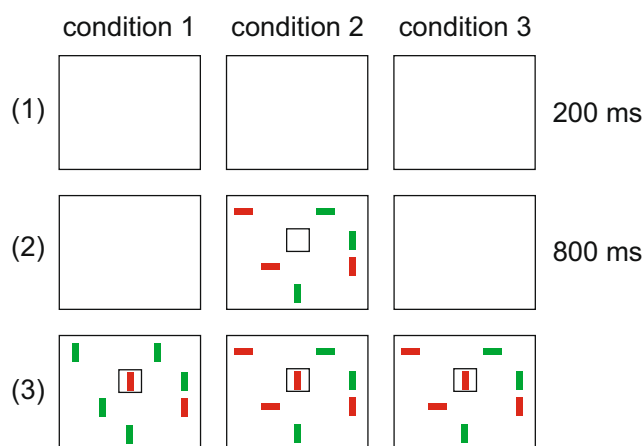 condition 1 condition 2 condition 3
(1) 200 ms
(2) 800 ms
(3)